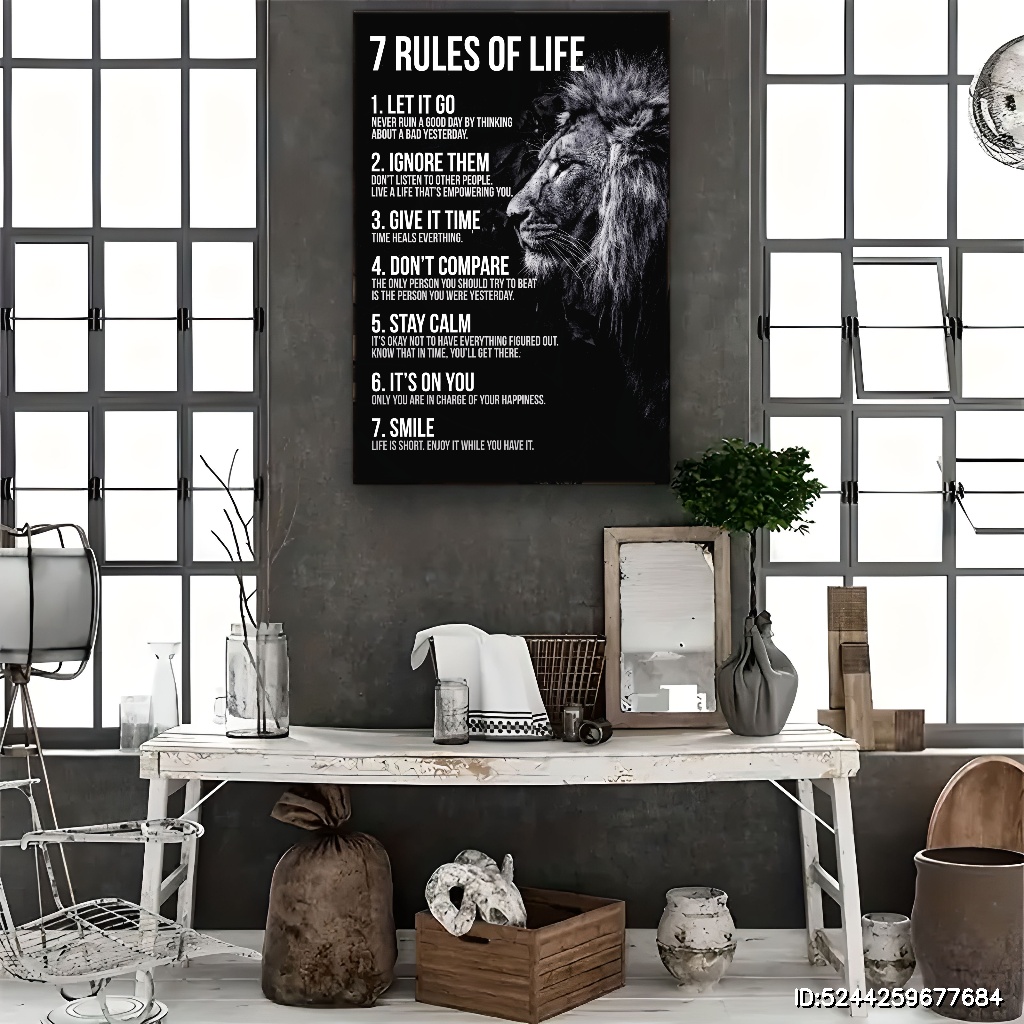 7 RULES OF LIFE
1. LET IT GO
NEVER RUIN A GOOD DAY BY THINKING
ABOUT A BAD YESTERDAY.
2. IGNORE THEM
DON'T LISTEN TO OTHER PEOPLE.
LIVE A LIFE THAT'S EMPOWERING YOU.
3. GIVE IT TIME
TIME HEALS EVERTHING.
4. DON'T COMPARE
THE ONLY PERSON YOU SHOULD TRY TO BEAT
IS THE PERSON YOU WERE YESTERDAY.
5. STAY CALM
IT'S OKAY NOT TO HAVE EVERYTHING FIGURED OUT.
KNOW THAT IN TIME, YOU'LL GET THERE.
6. IT'S ON YOU
ONLY YOU ARE IN CHARGE OF YOUR HAPPINESS.
7. SMILE
LIFE IS SHORT. ENJOY IT WHILE YOU HAVE IT.
ID:5244259677684